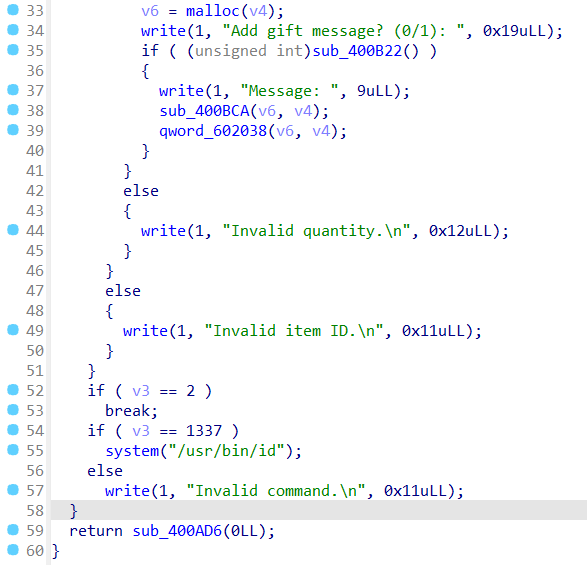 33 v6 = malloc(v4);
34 write(1, "Add gift message? (0/1): ", 0x19uLL);
35 if ( (unsigned int)sub_400B22() )
36 {
37 write(1, "Message: ", 9uLL);
38 sub_400BCA(v6, v4);
39 qword_602038(v6, v4);
40 }
41 }
42 else
43 {
44 write(1, "Invalid quantity.\n", 0x12uLL);
45 }
46 }
47 else
48 {
49 write(1, "Invalid item ID.\n", 0x11uLL);
50 }
51 }
52 if ( v3 == 2 )
53 break;
54 if ( v3 == 1337 )
55 system("/usr/bin/id");
56 else
57 write(1, "Invalid command.\n", 0x11uLL);
58 }
59 return sub_400AD6(0LL);
60 }